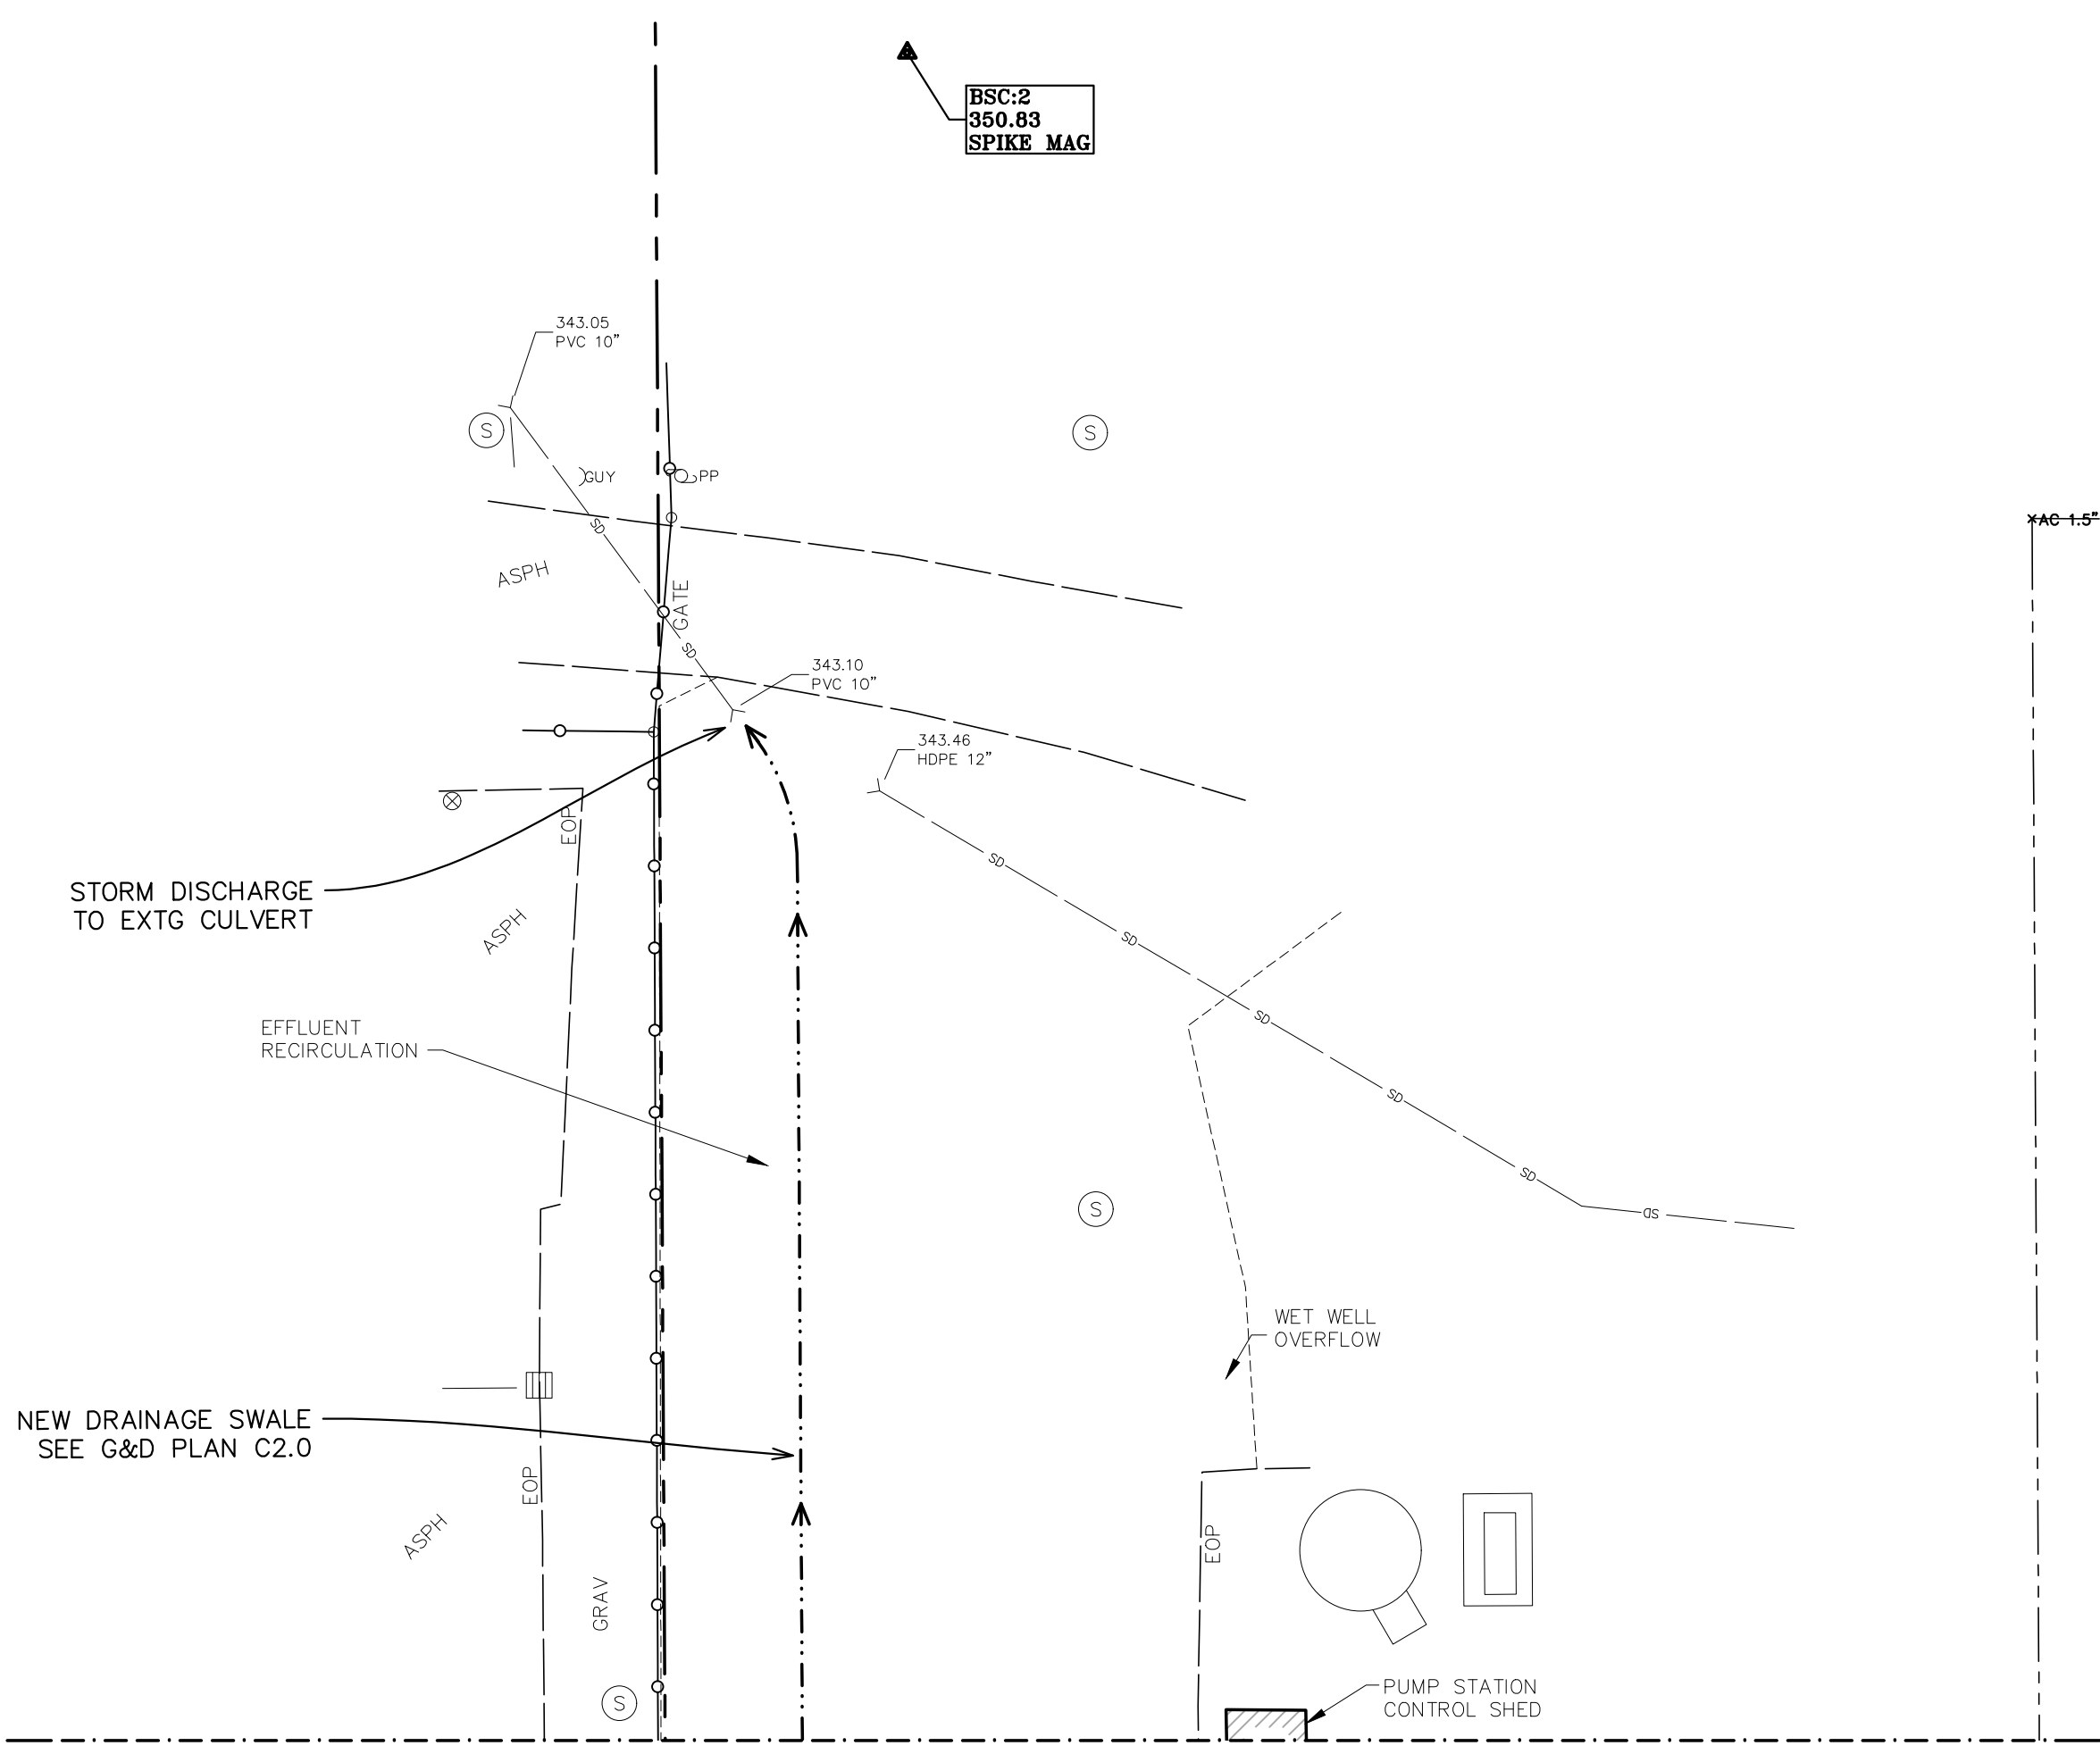 BSC:2
350.83
SPIKE MAG
343.05
PVC 10"
S
S
GUY
PP
SD
AC 1.5"
ASPH
GATE
SD
343.10
PVC 10"
343.46
HDPE 12"
EOP
SD
STORM DISCHARGE
TO EXTG CULVERT
ASPH
SD
EFFLUENT
RECIRCULATION
SD
SD
SD
S
SD
WET WELL
OVERFLOW
NEW DRAINAGE SWALE
SEE G&D PLAN C2.0
EOP
ASPH
EOP
GRAV
S
PUMP STATION
CONTROL SHED